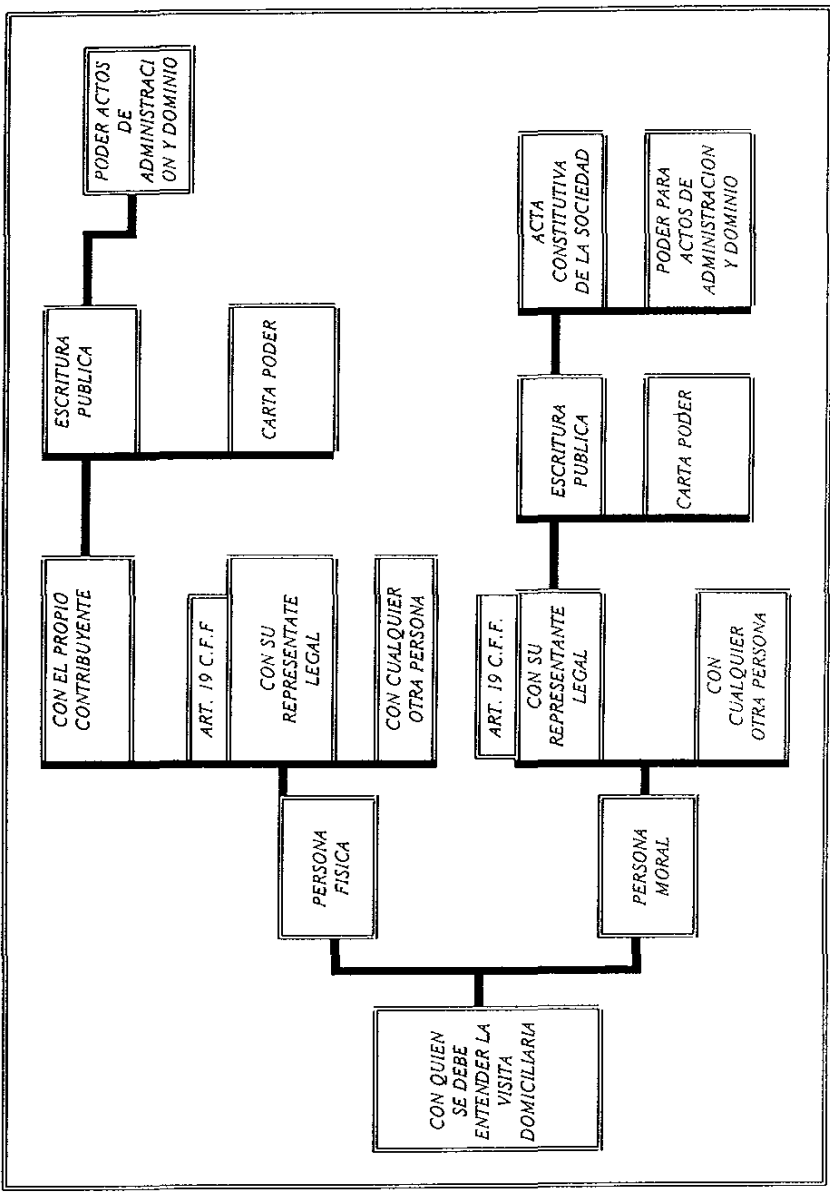 CON QUIEN
SE DEBE
ENTENDER LA
VISITA
DOMICILIARIA
PERSONA
FISICA
CON EL PROPIO
CONTRIBUYENTE
ART. 19 C.F.F
CON SU
REPRESENTATE
LEGAL
CON CUALQUIER
OTRA PERSONA
ESCRITURA
PUBLICA
CARTA PODER
PODER ACTOS
DE
ADMINISTRACI
ON Y DOMINIO
PERSONA
MORAL
ART. 19 C.F.F.
CON SU
REPRESENTANTE
LEGAL
CON
CUALQUIER
OTRA PERSONA
ESCRITURA
PUBLICA
CARTA PODER
ACTA
CONSTITUTIVA
DE LA SOCIEDAD
PODER PARA
ACTOS DE
ADMINISTRACION
Y DOMINIO